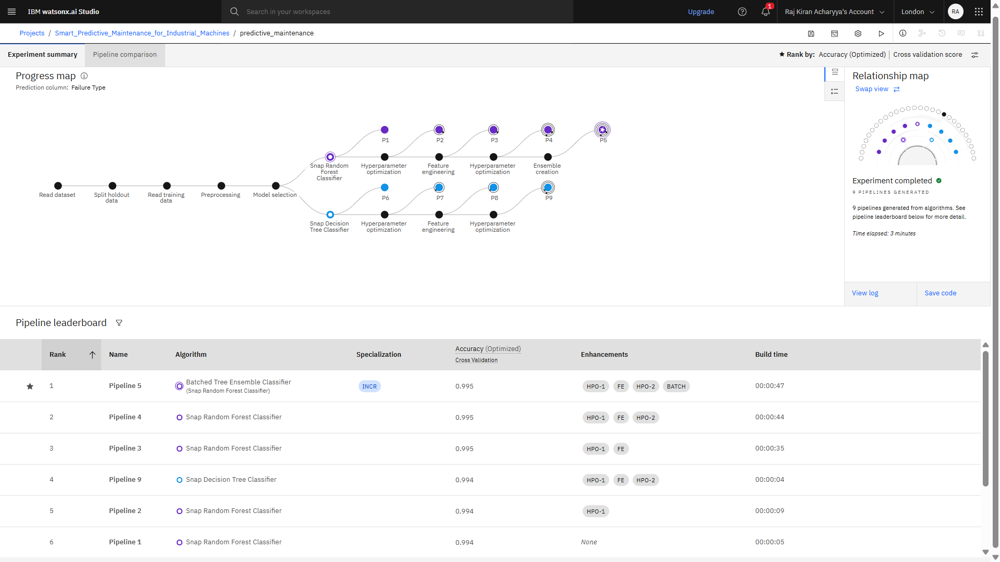 IBM watsonx.ai Studio
Search in your workspaces
Upgrade
1
Raj Kiran Acharyya's Account
London
RA
Projects / Smart_Predictive_Maintenance_for_Industrial_Machines / predictive_maintenance
Experiment summary
Pipeline comparison
Rank by: Accuracy (Optimized) | Cross validation score
Progress map
Prediction column: Failure Type
P1
P2
P3
P4
P5
Snap Random
Forest
Classifier
Hyperparameter
optimization
Feature
engineering
Hyperparameter
optimization
Ensemble
creation
Read dataset
Split holdout
data
Read training
data
Preprocessing
Model selection
P6
P7
P8
P9
Snap Decision
Tree Classifier
Hyperparameter
optimization
Feature
engineering
Hyperparameter
optimization
Relationship map
Swap view
Experiment completed
9 PIPELINES GENERATED
9 pipelines generated from algorithms. See
pipeline leaderboard below for more detail.
Time elapsed: 3 minutes
View log
Save code
Pipeline leaderboard
Rank Name Algorithm Specialization Accuracy (Optimized) Enhancements Build time
Cross Validation
1 Pipeline 5 Batched Tree Ensemble Classifier INCR 0.995 HPO-1 FE HPO-2 BATCH 00:00:47
(Snap Random Forest Classifier)
2 Pipeline 4 Snap Random Forest Classifier 0.995 HPO-1 FE HPO-2 00:00:44
3 Pipeline 3 Snap Random Forest Classifier 0.995 HPO-1 FE 00:00:35
4 Pipeline 9 Snap Decision Tree Classifier 0.994 HPO-1 FE HPO-2 00:00:04
5 Pipeline 2 Snap Random Forest Classifier 0.994 HPO-1 00:00:09
6 Pipeline 1 Snap Random Forest Classifier 0.994 None 00:00:05